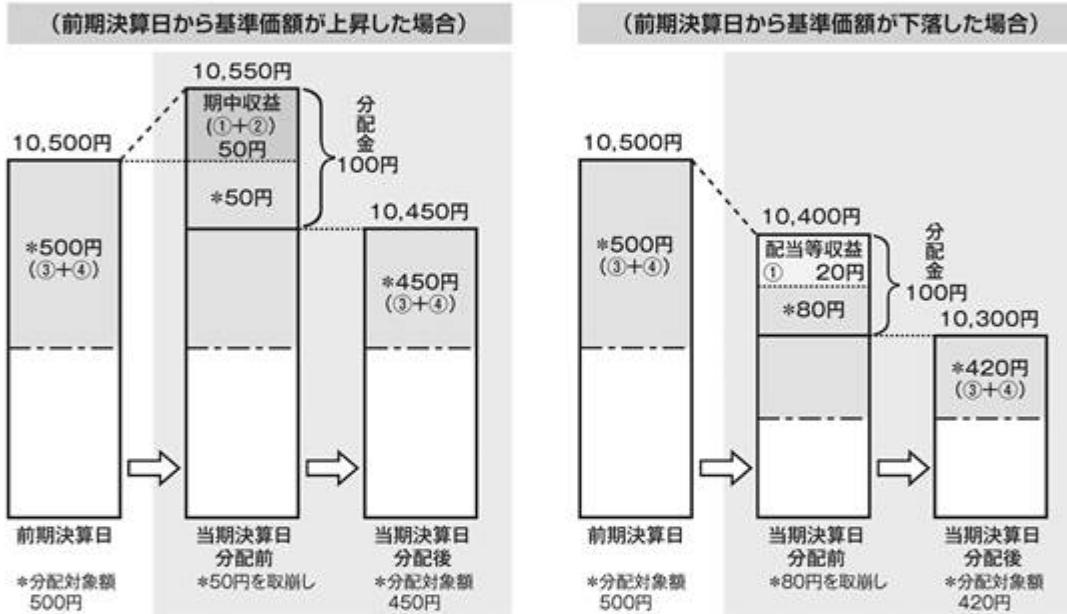 (前期決算日から基準価額が上昇した場合)
10,550円
期中収益
(①+②)
50円
10,500円
*50円
分配金
100円
10,450円
*500円
(③+④)
*450円
(③+④)
前期決算日
当期決算日
分配前
当期決算日
分配後
*分配対象額
500円
*50円を取崩し
*分配対象額
450円
(前期決算日から基準価額が下落した場合)
10,500円
10,400円
配当等収益
① 20円
*80円
分配金
100円
10,300円
*500円
(③+④)
*420円
(③+④)
前期決算日
当期決算日
分配前
当期決算日
分配後
*分配対象額
500円
*80円を取崩し
*分配対象額
420円